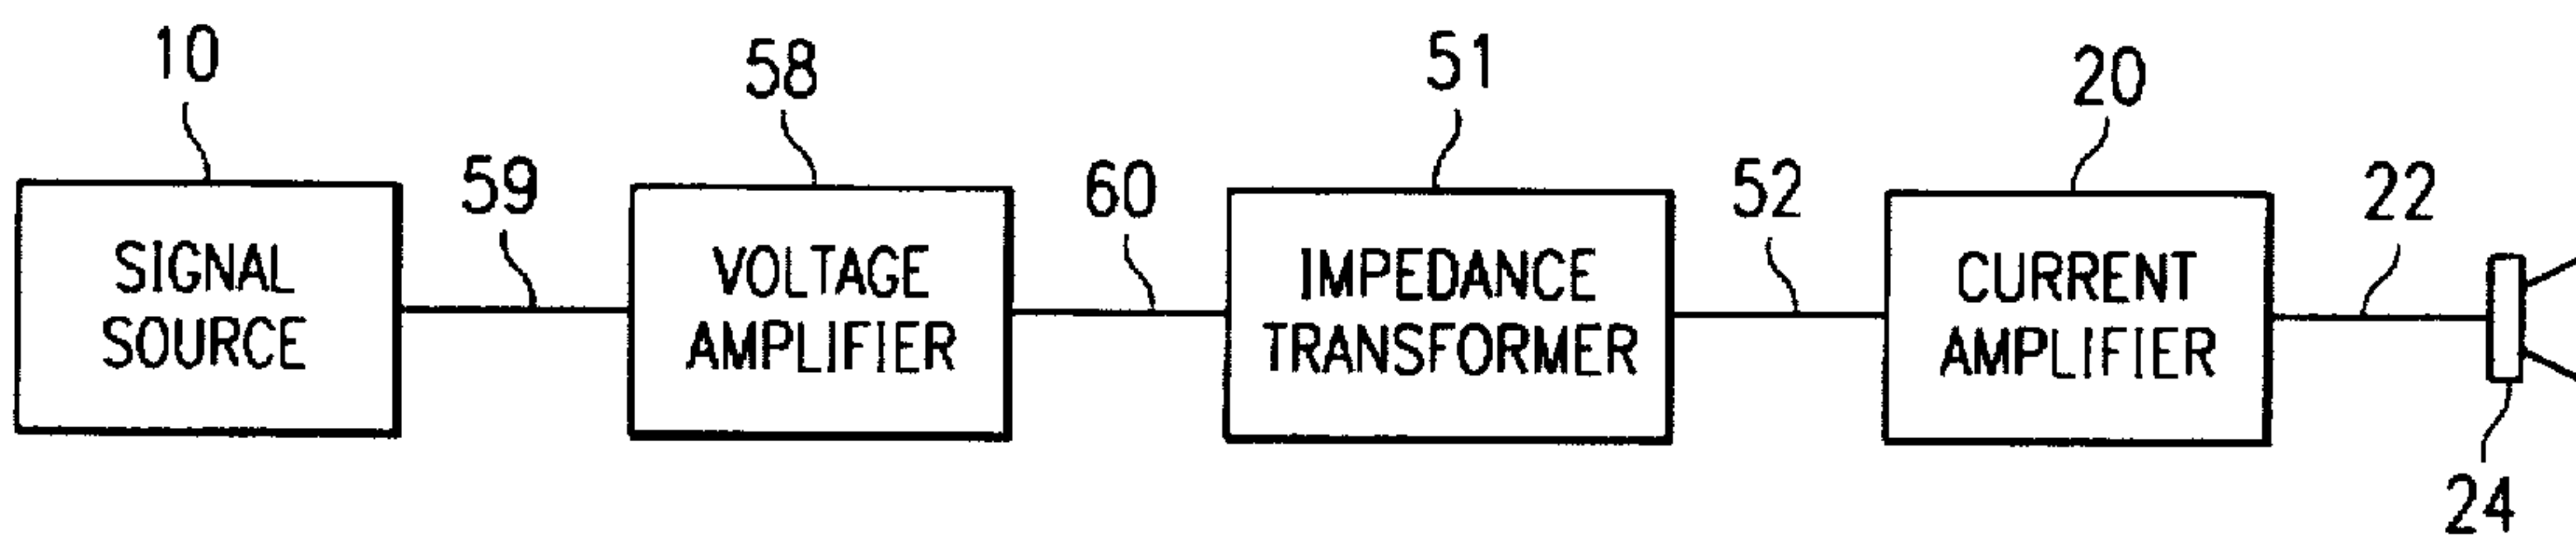 10
58
51
20
59
60
52
22
SIGNAL
SOURCE
VOLTAGE
AMPLIFIER
IMPEDANCE
TRANSFORMER
CURRENT
AMPLIFIER
24